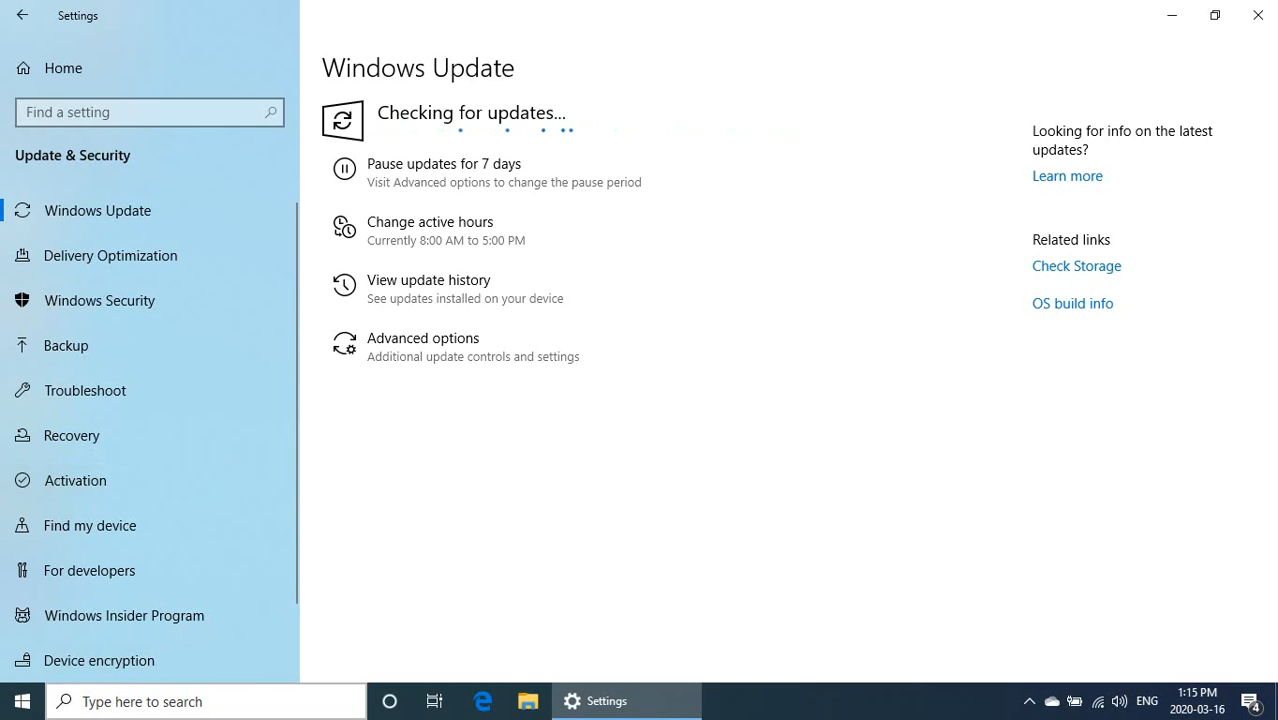 Settings
Home
Find a setting
Update & Security
Windows Update
Delivery Optimization
Windows Security
Backup
Troubleshoot
Recovery
Activation
Find my device
For developers
Windows Insider Program
Device encryption
Windows Update
Checking for updates...
Pause updates for 7 days
Visit Advanced options to change the pause period
Change active hours
Currently 8:00 AM to 5:00 PM
View update history
See updates installed on your device
Advanced options
Additional update controls and settings
Looking for info on the latest
updates?
Learn more
Related links
Check Storage
OS build info
Type here to search
Settings
ENG
1:15 PM
2020-03-16
4